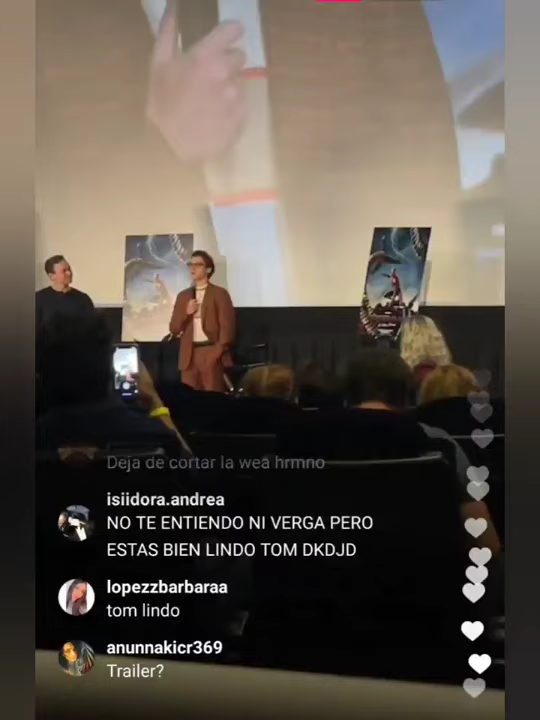 Deja de cortar la wea hrmno
isiidora.andrea
NO TE ENTIENDO NI VERGA PERO
ESTAS BIEN LINDO TOM DKDJD
lopezzbarbaraa
tom lindo
anunnakicr369
Trailer?